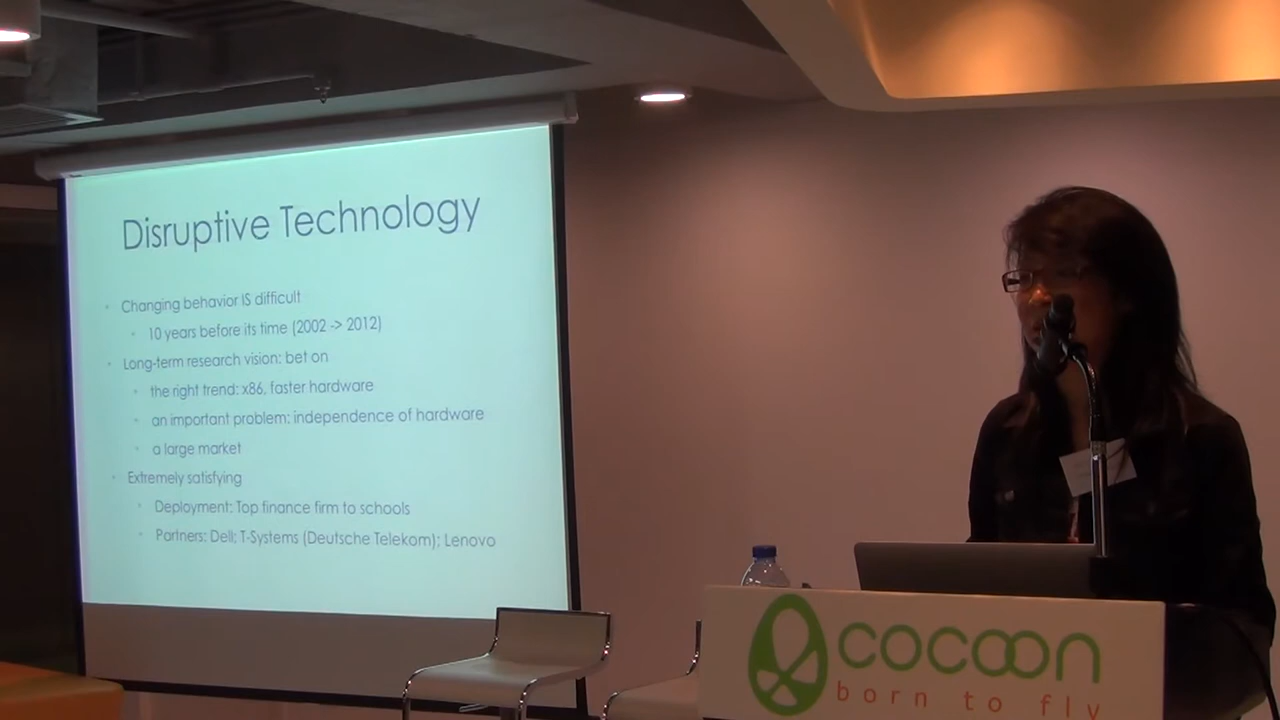 Disruptive Technology
Changing behavior IS difficult
10 years before its time (2002 -> 2012)
Long-term research vision: bet on
the right trend: x86, faster hardware
an important problem: independence of hardware
a large market
Extremely satisfying
Deployment: Top finance firm to schools
Partners: Dell; T-Systems (Deutsche Telekom); Lenovo
cocoon
born to fly